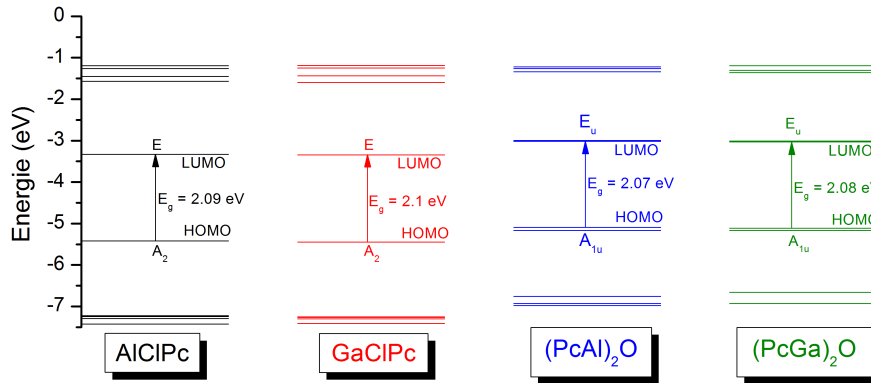 Energie (eV)
0
-1
-2
-3
-4
-5
-6
-7
E
LUMO
E_g = 2.09 eV
HOMO
A_2
AlClPc
E
LUMO
E_g = 2.1 eV
HOMO
A_2
GaClPc
E_u
LUMO
E_g = 2.07 eV
HOMO
A_1u
(PcAl)_2O
E_u
LUMO
E_g = 2.08 eV
HOMO
A_1u
(PcGa)_2O